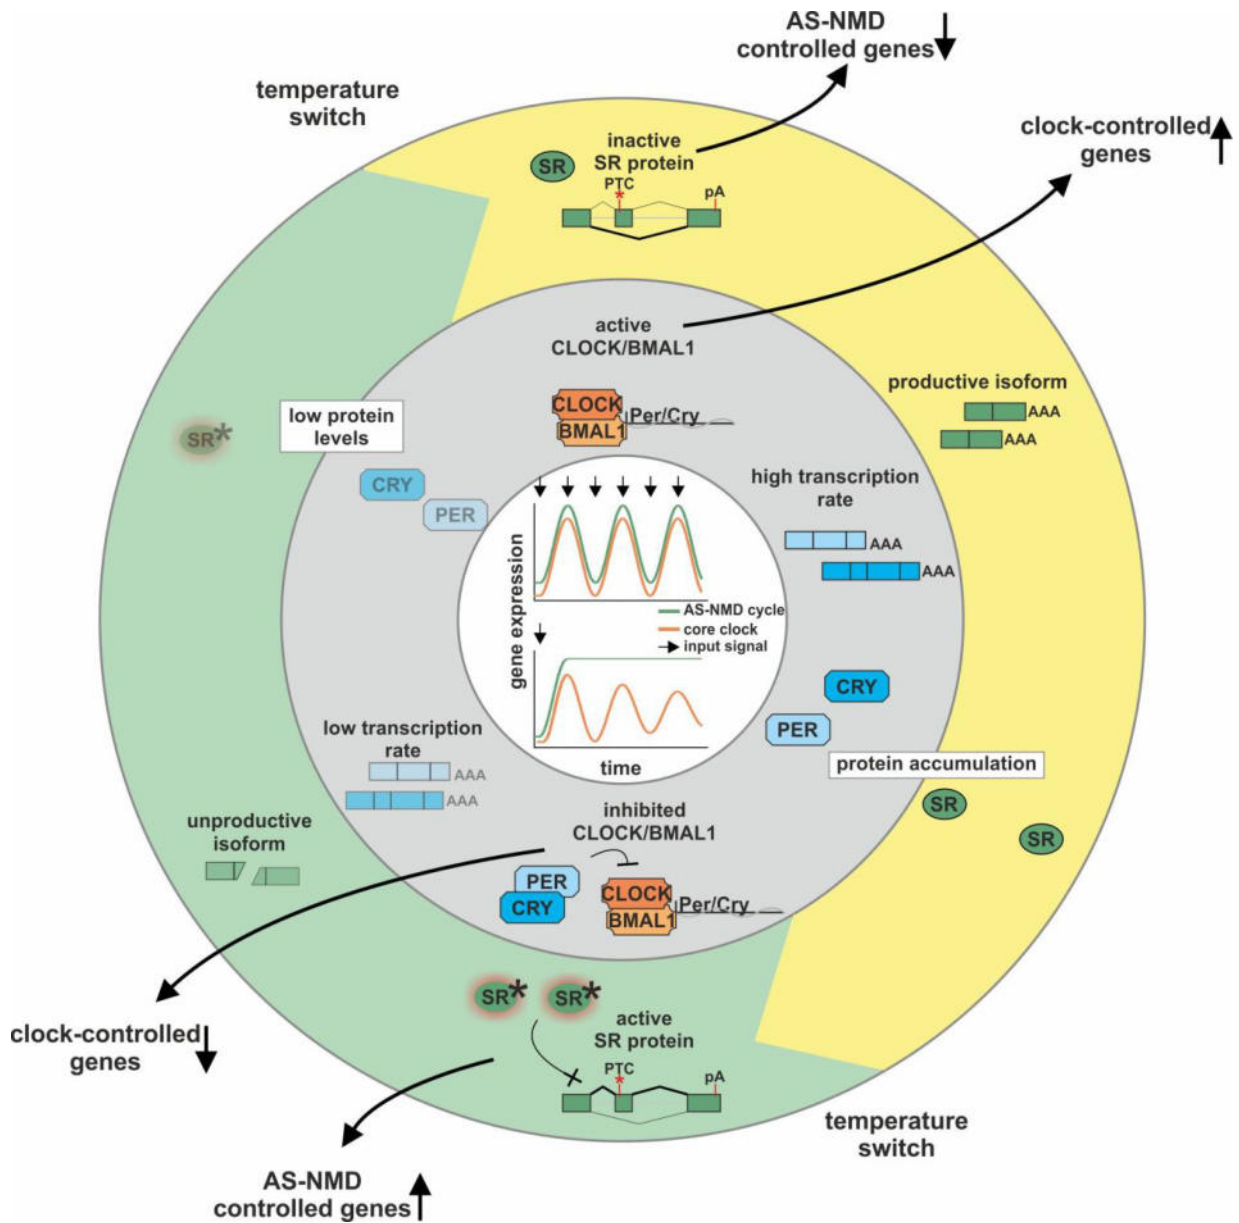 AS-NMD
controlled genes
temperature
switch
clock-controlled
genes
inactive
SR protein
SR
PTC
*
pA
active
CLOCK/BMAL1
productive isoform
AAA
AAA
low protein
levels
CLOCK
BMAL1
Per/Cry
SR*
CRY
PER
high transcription
rate
AAA
AAA
gene expression
AS-NMD cycle
core clock
input signal
time
CRY
PER
protein accumulation
SR
SR
low transcription
rate
AAA
AAA
unproductive
isoform
inhibited
CLOCK/BMAL1
PER
CRY
CLOCK
BMAL1
Per/Cry
SR*
SR*
active
SR protein
PTC
*
pA
clock-controlled
genes
temperature
switch
AS-NMD
controlled genes